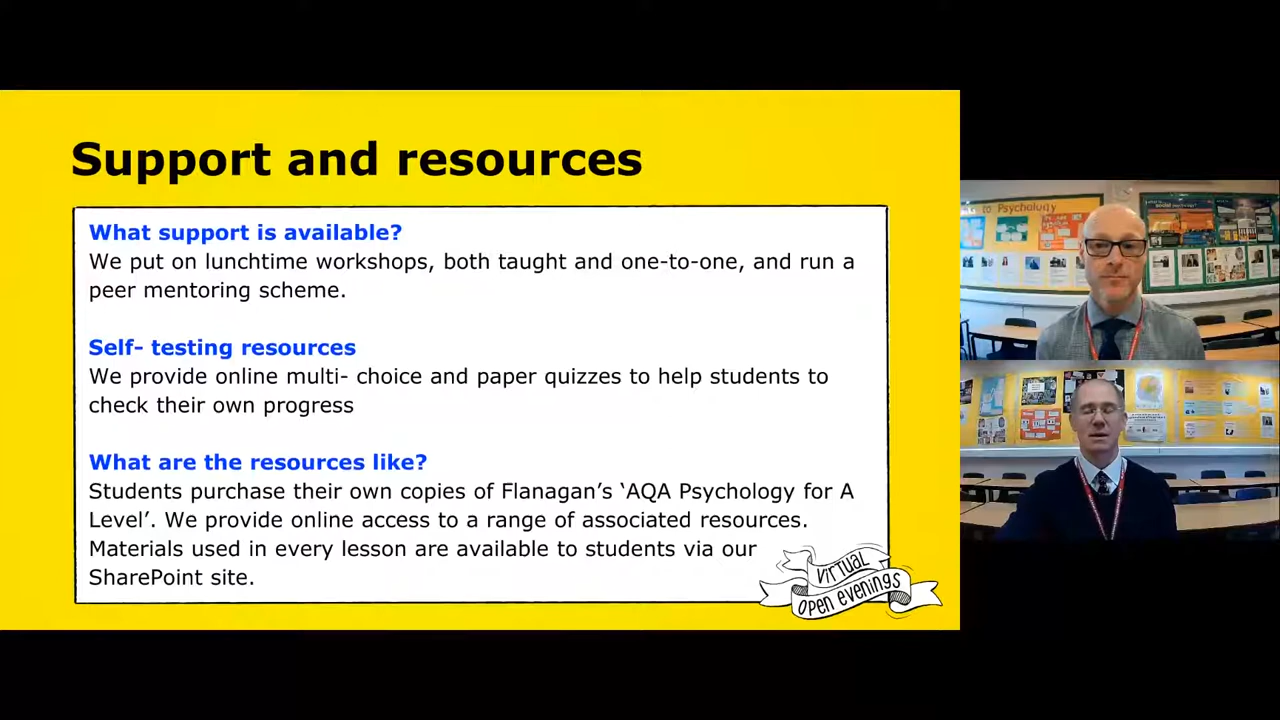 Support and resources
What support is available?
We put on lunchtime workshops, both taught and one-to-one, and run a
peer mentoring scheme.
Self- testing resources
We provide online multi- choice and paper quizzes to help students to
check their own progress
What are the resources like?
Students purchase their own copies of Flanagan’s ‘AQA Psychology for A
Level’. We provide online access to a range of associated resources.
Materials used in every lesson are available to students via our
SharePoint site.
virtual
open evenings
to Psychology